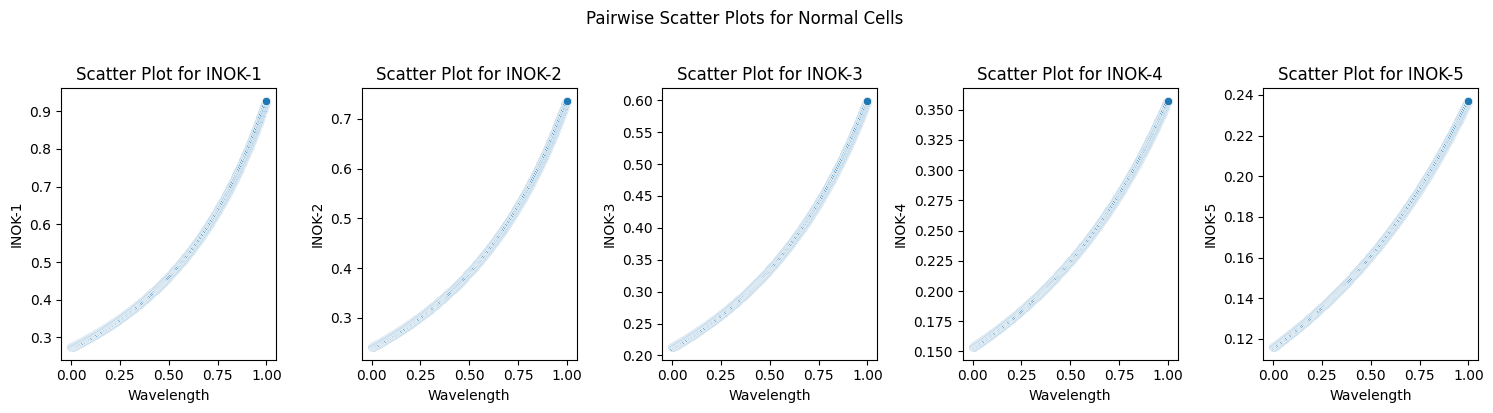 Pairwise Scatter Plots for Normal Cells
Scatter Plot for INOK-1
0.9
0.8
0.7
0.6
0.5
0.4
0.3
INOK-1
0.00 0.25 0.50 0.75 1.00
Wavelength
Scatter Plot for INOK-2
0.7
0.6
0.5
0.4
0.3
INOK-2
0.00 0.25 0.50 0.75 1.00
Wavelength
Scatter Plot for INOK-3
0.60
0.55
0.50
0.45
0.40
0.35
0.30
0.25
0.20
INOK-3
0.00 0.25 0.50 0.75 1.00
Wavelength
Scatter Plot for INOK-4
0.350
0.325
0.300
0.275
0.250
0.225
0.200
0.175
0.150
INOK-4
0.00 0.25 0.50 0.75 1.00
Wavelength
Scatter Plot for INOK-5
0.24
0.22
0.20
0.18
0.16
0.14
0.12
INOK-5
0.00 0.25 0.50 0.75 1.00
Wavelength